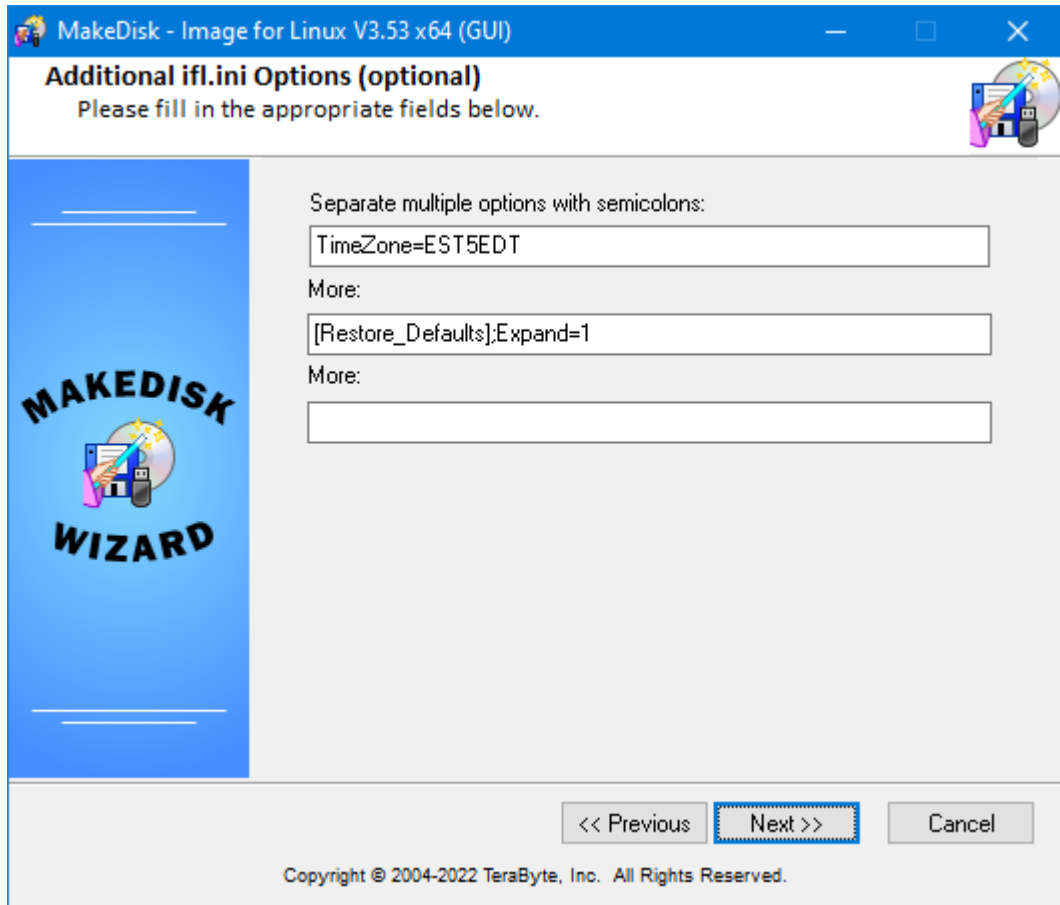 MakeDisk - Image for Linux V3.53 x64 (GUI)
Additional ifl.ini Options (optional)
Please fill in the appropriate fields below.
Separate multiple options with semicolons:
TimeZone=EST5EDT
More:
[Restore_Defaults];Expand=1
More:
MAKEDISK
WIZARD
<< Previous
Next >>
Cancel
Copyright © 2004-2022 TeraByte, Inc. All Rights Reserved.